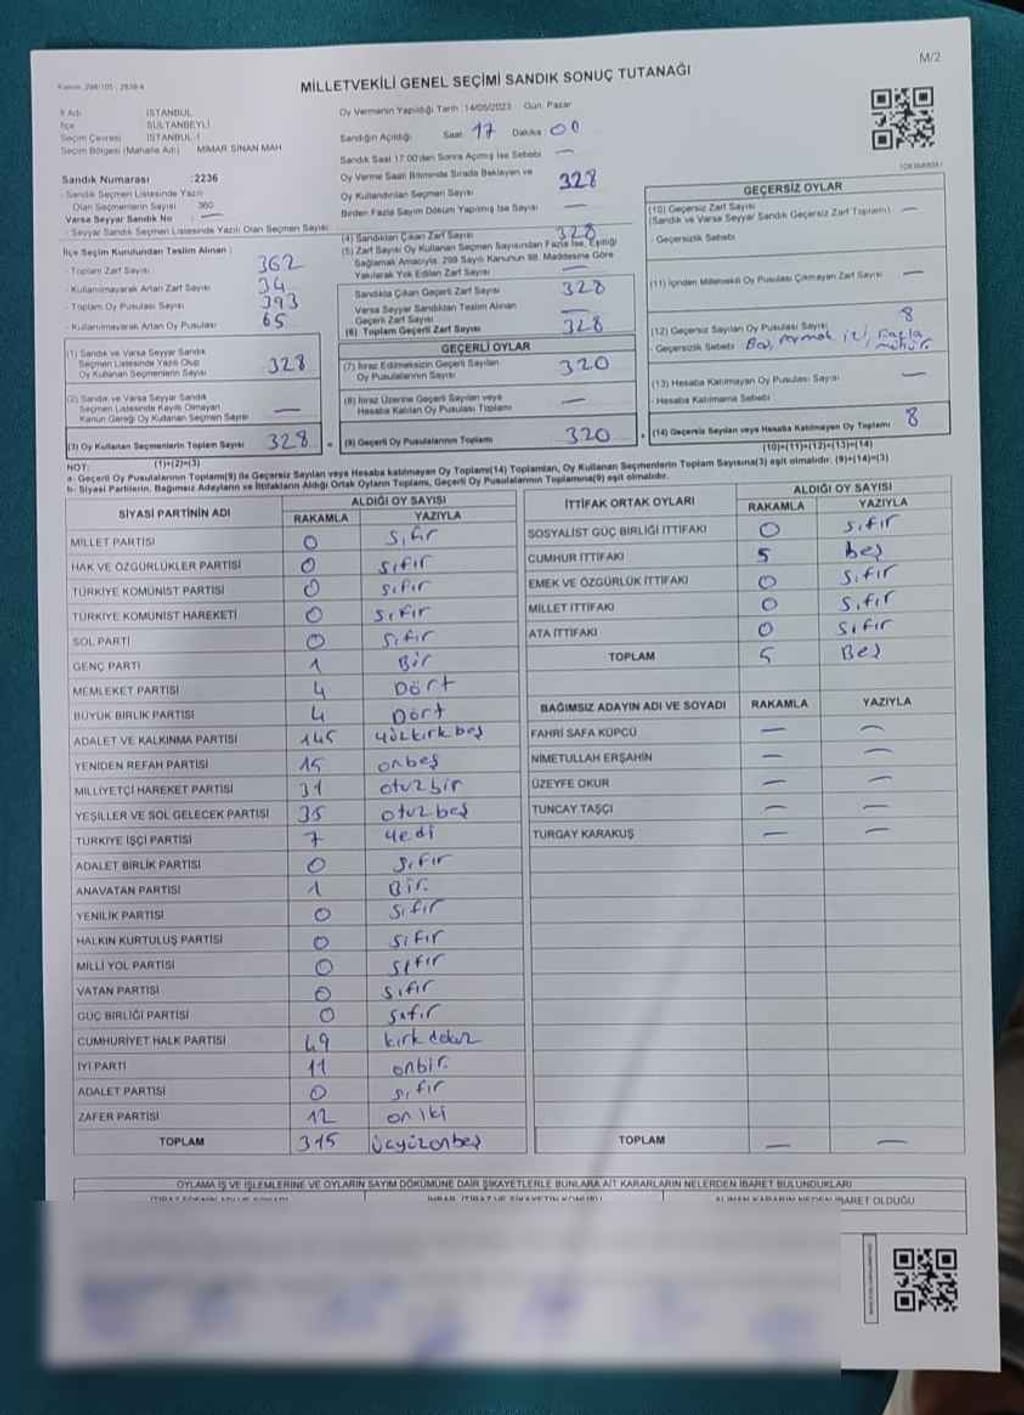 M/2
MİLLETVEKİLİ GENEL SEÇİMİ SANDIK SONUÇ TUTANAĞI
İl Adı İSTANBUL
İlçe SULTANBEYLİ
Seçim Çevresi İSTANBUL-1
Seçim Bölgesi (Mahalle Adı) MİMAR SİNAN MAH
Sandık Numarası :2236
- Sandık Seçmen Listesinde Yazılı
Olan Seçmenlerin Sayısı 360
Varsa Seyyar Sandık No : —
- Seyyar Sandık Seçmen Listesinde Yazılı Olan Seçmen Sayısı
Oy Vermenin Yapıldığı Tarih :14/05/2023 Gün: Pazar
Sandığın Açıldığı Saat 17 Dakika 00
Sandık Saat 17:00'den Sonra Açılmış İse Sebebi —
Oy Verme Saati Bitiminde Sırada Bekleyen ve
Oy Kullandırılan Seçmen Sayısı 328
Birden Fazla Sayım Döküm Yapılmış İse Sayısı —
İlçe Seçim Kurulundan Teslim Alınan :
- Toplam Zarf Sayısı 362
- Kullanılmayarak Artan Zarf Sayısı 34
- Toplam Oy Pusulası Sayısı 393
- Kullanılmayarak Artan Oy Pusulası 65
(1) Sandık ve Varsa Seyyar Sandık
Seçmen Listesinde Yazılı Olup
Oy Kullanan Seçmenlerin Sayısı 328
(2) Sandık ve Varsa Seyyar Sandık
Seçmen Listesinde Kayıtlı Olmayan
Kanun Gereği Oy Kullanan Seçmen Sayısı —
(3) Oy Kullanan Seçmenlerin Toplam Sayısı 328
(1)+(2)=(3)
(4) Sandıktan Çıkan Zarf Sayısı 328
(5) Zarf Sayısı Oy Kullanan Seçmen Sayısından Fazla İse, Eşitliği
Sağlamak Amacıyla, 298 Sayılı Kanunun 98. Maddesine Göre
Yakılarak Yok Edilen Zarf Sayısı —
Sandıkta Çıkan Geçerli Zarf Sayısı 328
Varsa Seyyar Sandıktan Teslim Alınan
Geçerli Zarf Sayısı —
(6) Toplam Geçerli Zarf Sayısı 328
GEÇERLİ OYLAR
(7) İtiraz Edilmeksizin Geçerli Sayılan
Oy Pusulalarının Sayısı 320
(8) İtiraz Üzerine Geçerli Sayılan veya
Hesaba Katılan Oy Pusulası Toplamı —
= (9) Geçerli Oy Pusulalarının Toplamı 320
GEÇERSİZ OYLAR
(10) Geçersiz Zarf Sayısı
(Sandık ve Varsa Seyyar Sandık Geçersiz Zarf Toplamı) —
- Geçersizlik Sebebi
(11) İçinden Milletvekili Oy Pusulası Çıkmayan Zarf Sayısı —
(12) Geçersiz Sayılan Oy Pusulası Sayısı 8
- Geçersizlik Sebebi Boş, Parmak izi, Fazla mühür.
(13) Hesaba Katılmayan Oy Pusulası Sayısı —
- Hesaba Katılmama Sebebi
+ (14) Geçersiz Sayılan veya Hesaba Katılmayan Oy Toplamı 8
(10)+(11)+(12)+(13)=(14)
NOT:
a- Geçerli Oy Pusulalarının Toplamı(9) ile Geçersiz Sayılan veya Hesaba katılmayan Oy Toplamı(14) Toplamları, Oy Kullanan Seçmenlerin Toplam Sayısına(3) eşit olmalıdır. (9)+(14)=(3)
b- Siyasi Partilerin, Bağımsız Adayların ve İttifakların Aldığı Ortak Oyların Toplamı, Geçerli Oy Pusulalarının Toplamına(9) eşit olmalıdır.
SİYASİ PARTİNİN ADI ALDIĞI OY SAYISI
RAKAMLA YAZIYLA
MİLLET PARTİSİ 0 Sıfır
HAK VE ÖZGÜRLÜKLER PARTİSİ 0 sıfır
TÜRKİYE KOMÜNİST PARTİSİ 0 sıfır
TÜRKİYE KOMÜNİST HAREKETİ 0 sıfır
SOL PARTİ 0 sıfır
GENÇ PARTİ 1 Bir
MEMLEKET PARTİSİ 4 Dört
BÜYÜK BİRLİK PARTİSİ 4 Dört
ADALET VE KALKINMA PARTİSİ 145 yüzkırkbeş
YENİDEN REFAH PARTİSİ 15 onbeş
MİLLİYETÇİ HAREKET PARTİSİ 31 otuzbir
YEŞİLLER VE SOL GELECEK PARTİSİ 35 otuzbeş
TÜRKİYE İŞÇİ PARTİSİ 7 yedi
ADALET BİRLİK PARTİSİ 0 sıfır
ANAVATAN PARTİSİ 1 Bir.
YENİLİK PARTİSİ 0 sıfır
HALKIN KURTULUŞ PARTİSİ 0 sıfır
MİLLİ YOL PARTİSİ 0 sıfır
VATAN PARTİSİ 0 sıfır
GÜÇ BİRLİĞİ PARTİSİ 0 sıfır
CUMHURİYET HALK PARTİSİ 49 kırk dokuz
İYİ PARTİ 11 onbir.
ADALET PARTİSİ 0 sıfır
ZAFER PARTİSİ 12 oniki
TOPLAM 315 üçyüzonbeş
İTTİFAK ORTAK OYLARI ALDIĞI OY SAYISI
RAKAMLA YAZIYLA
SOSYALİST GÜÇ BİRLİĞİ İTTİFAKI 0 sıfır
CUMHUR İTTİFAKI 5 beş
EMEK VE ÖZGÜRLÜK İTTİFAKI 0 sıfır
MİLLET İTTİFAKI 0 sıfır
ATA İTTİFAKI 0 sıfır
TOPLAM 5 Beş
BAĞIMSIZ ADAYIN ADI VE SOYADI RAKAMLA YAZIYLA
FAHRİ SAFA KÜPCÜ — —
NİMETULLAH ERŞAHİN — —
ÜZEYFE OKUR — —
TUNCAY TAŞÇI — —
TURGAY KARAKUŞ — —
TOPLAM — —
OYLAMA İŞ VE İŞLEMLERİNE VE OYLARIN SAYIM DÖKÜMÜNE DAİR ŞİKAYETLERLE BUNLARA AİT KARARLARIN NELERDEN İBARET BULUNDUKLARI